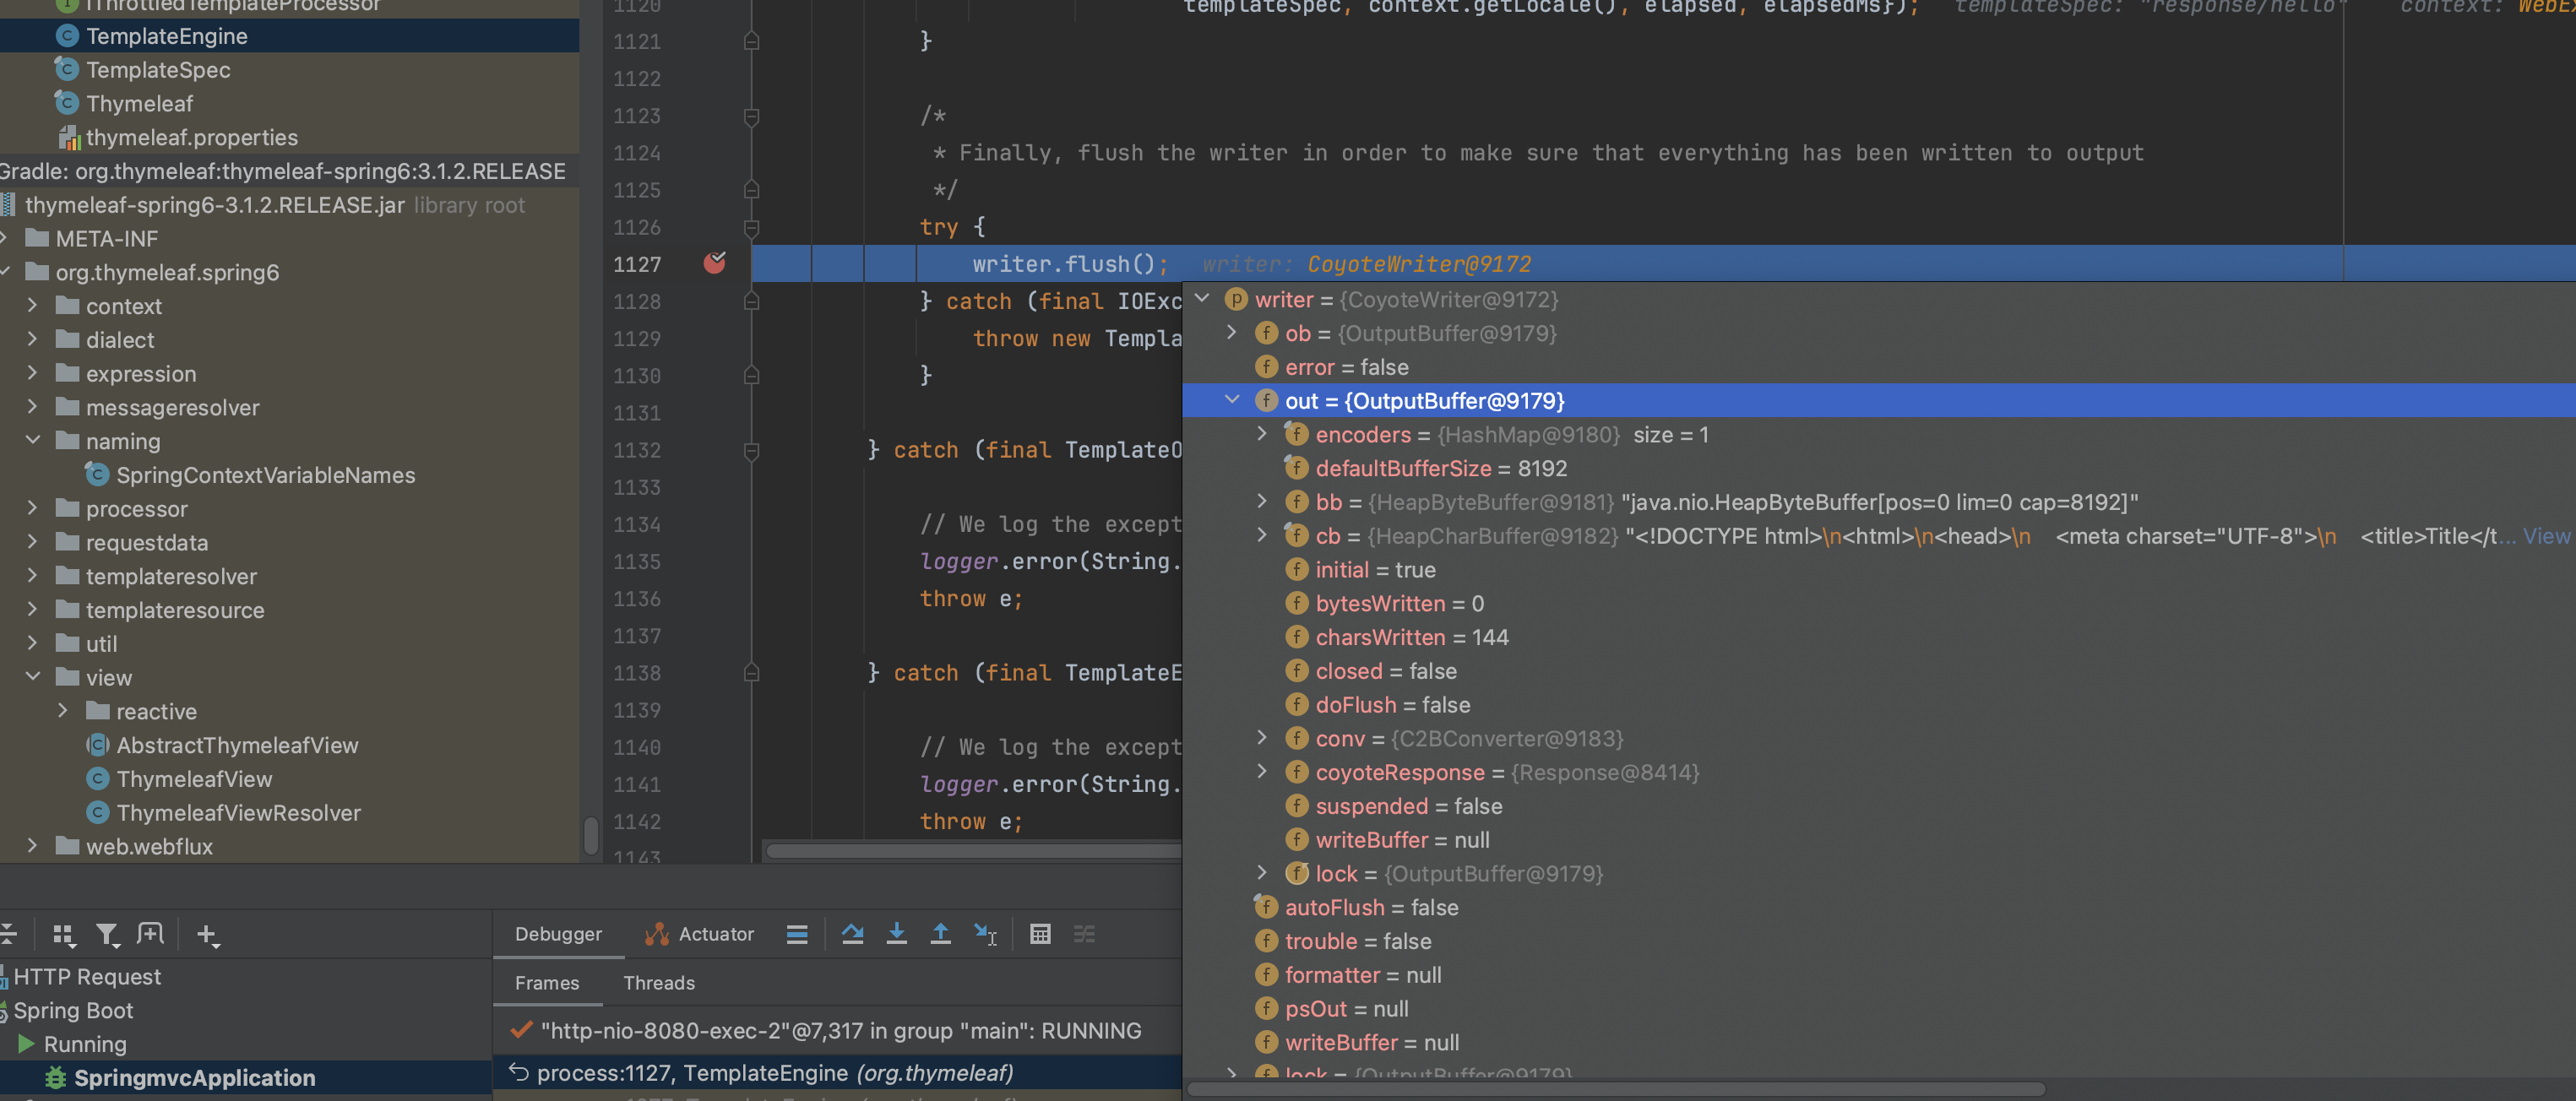 IThrottledTemplateProcessor
TemplateEngine
TemplateSpec
Thymeleaf
thymeleaf.properties
Gradle: org.thymeleaf:thymeleaf-spring6:3.1.2.RELEASE
thymeleaf-spring6-3.1.2.RELEASE.jar library root
META-INF
org.thymeleaf.spring6
context
dialect
expression
messageresolver
naming
SpringContextVariableNames
processor
requestdata
templateresolver
templateresource
util
view
reactive
AbstractThymeleafView
ThymeleafView
ThymeleafViewResolver
web.webflux
1120 templateSpec, context.getLocale(), elapsed, elapsedMs}); templateSpec: "response/hello" context: WebEx
1121 }
1122
1123 /*
1124 * Finally, flush the writer in order to make sure that everything has been written to output
1125 */
1126 try {
1127 writer.flush(); writer: CoyoteWriter@9172
1128 } catch (final IOExc
1129 throw new Templa
1130 }
1131
1132 } catch (final TemplateO
1133
1134 // We log the except
1135 logger.error(String.
1136 throw e;
1137
1138 } catch (final TemplateE
1139
1140 // We log the except
1141 logger.error(String.
1142 throw e;
1143
writer = {CoyoteWriter@9172}
ob = {OutputBuffer@9179}
error = false
out = {OutputBuffer@9179}
encoders = {HashMap@9180} size = 1
defaultBufferSize = 8192
bb = {HeapByteBuffer@9181} "java.nio.HeapByteBuffer[pos=0 lim=0 cap=8192]"
cb = {HeapCharBuffer@9182} "<!DOCTYPE html>\n<html>\n<head>\n <meta charset="UTF-8">\n <title>Title</t... View
initial = true
bytesWritten = 0
charsWritten = 144
closed = false
doFlush = false
conv = {C2BConverter@9183}
coyoteResponse = {Response@8414}
suspended = false
writeBuffer = null
lock = {OutputBuffer@9179}
autoFlush = false
trouble = false
formatter = null
psOut = null
writeBuffer = null
lock = {OutputBuffer@9179}
HTTP Request
Spring Boot
Running
SpringmvcApplication
Debugger Actuator
Frames Threads
"http-nio-8080-exec-2"@7,317 in group "main": RUNNING
process:1127, TemplateEngine (org.thymeleaf)